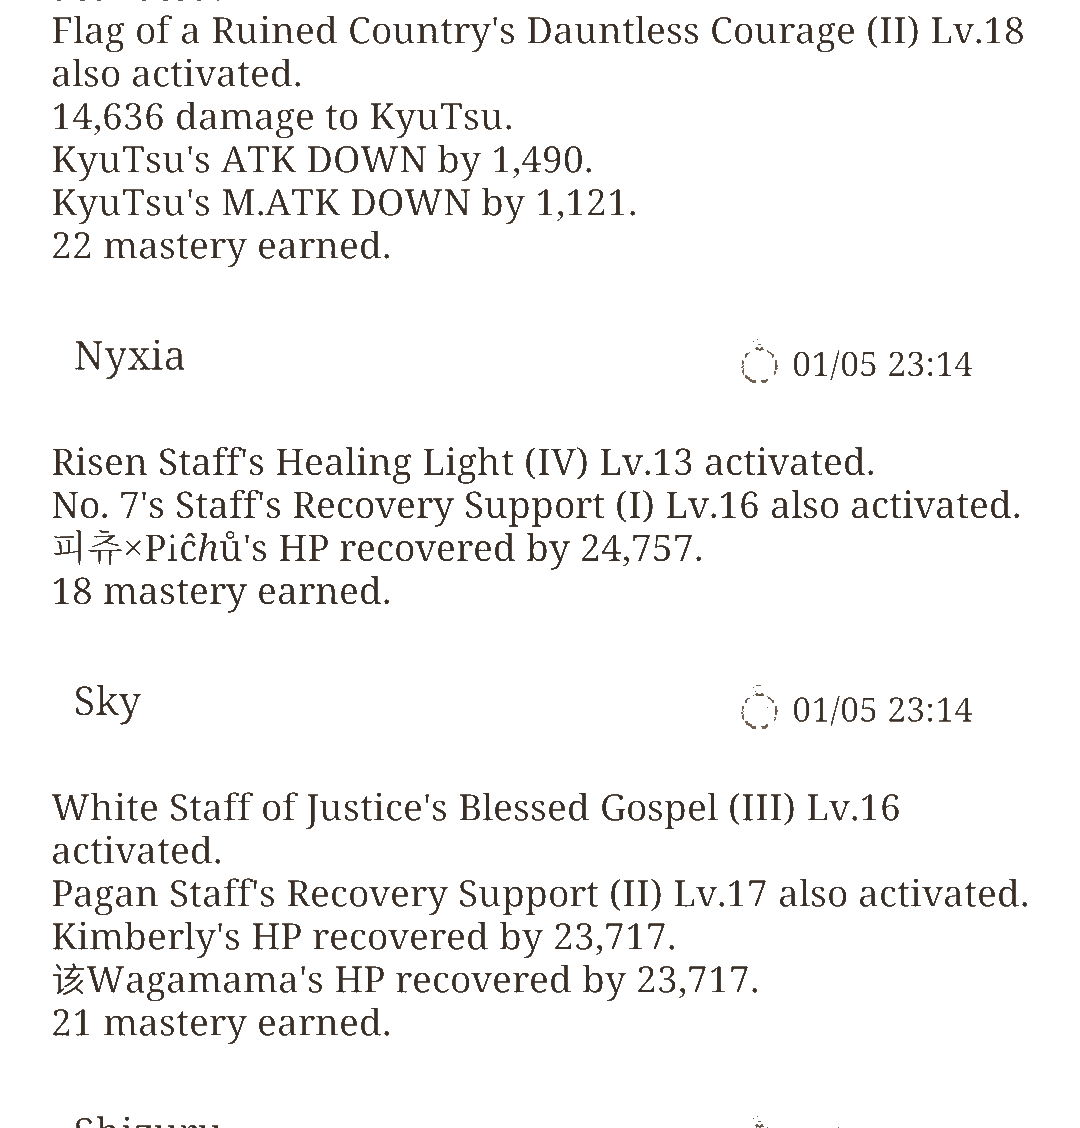 Flag of a Ruined Country's Dauntless Courage (II) Lv.18
also activated.
14,636 damage to KyuTsu.
KyuTsu's ATK DOWN by 1,490.
KyuTsu's M.ATK DOWN by 1,121.
22 mastery earned.
Nyxia
01/05 23:14
Risen Staff's Healing Light (IV) Lv.13 activated.
No. 7's Staff's Recovery Support (I) Lv.16 also activated.
피츄×Piĉℎů's HP recovered by 24,757.
18 mastery earned.
Sky
01/05 23:14
White Staff of Justice's Blessed Gospel (III) Lv.16
activated.
Pagan Staff's Recovery Support (II) Lv.17 also activated.
Kimberly's HP recovered by 23,717.
该Wagamama's HP recovered by 23,717.
21 mastery earned.